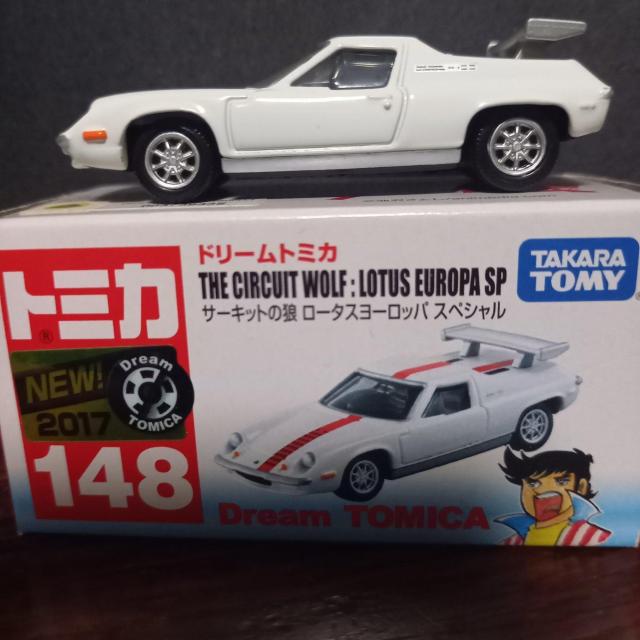 ドリームトミカ
THE CIRCUIT WOLF : LOTUS EUROPA SP
サーキットの狼 ロータスヨーロッパ スペシャル
TAKARA
TOMY
トミカ
®
NEW!
2017
Dream
TOMICA
148
Dream TOMICA